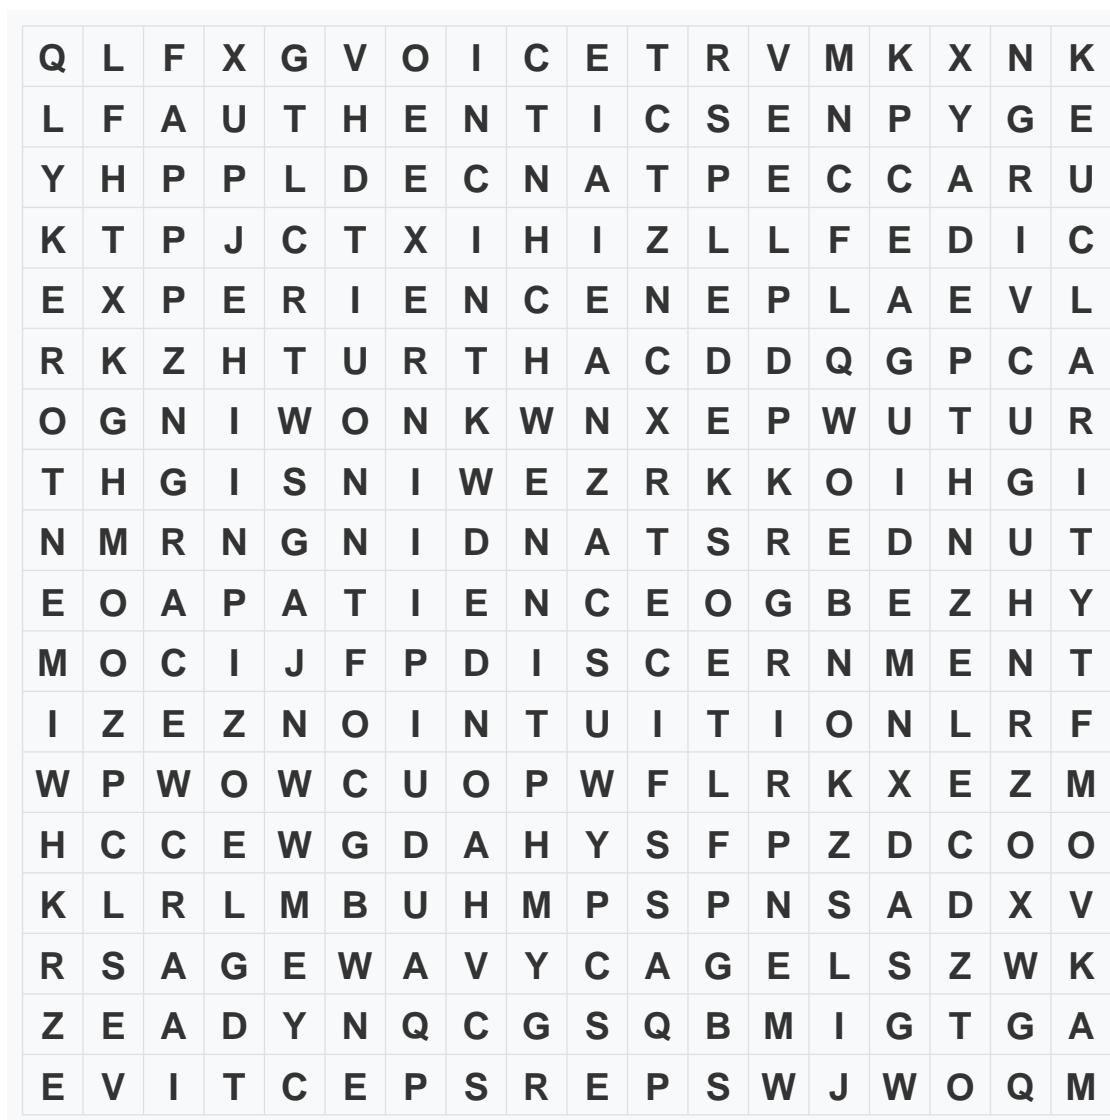 Q L F X G V O I C E T R V M K X N K
L F A U T H E N T I C S E N P Y G E
Y H P P L D E C N A T P E C C A R U
K T P J C T X I H I Z L L F E D I C
E X P E R I E N C E N E P L A E V L
R K Z H T U R T H A C D D Q G P C A
O G N I W O N K W N X E P W U T U R
T H G I S N I W E Z R K K O I H G I
N M R N G N I D N A T S R E D N U T
E O A P A T I E N C E O G B E Z H Y
M O C I J F P D I S C E R N M E N T
I Z E Z N O I N T U I T I O N L R F
W P W O W C U O P W F L R K X E Z M
H C C E W G D A H Y S F P Z D C O O
K L R L M B U H M P S P N S A D X V
R S A G E W A V Y C A G E L S Z W K
Z E A D Y N Q C G S Q B M I G T G A
E V I T C E P S R E P S W J W O Q M